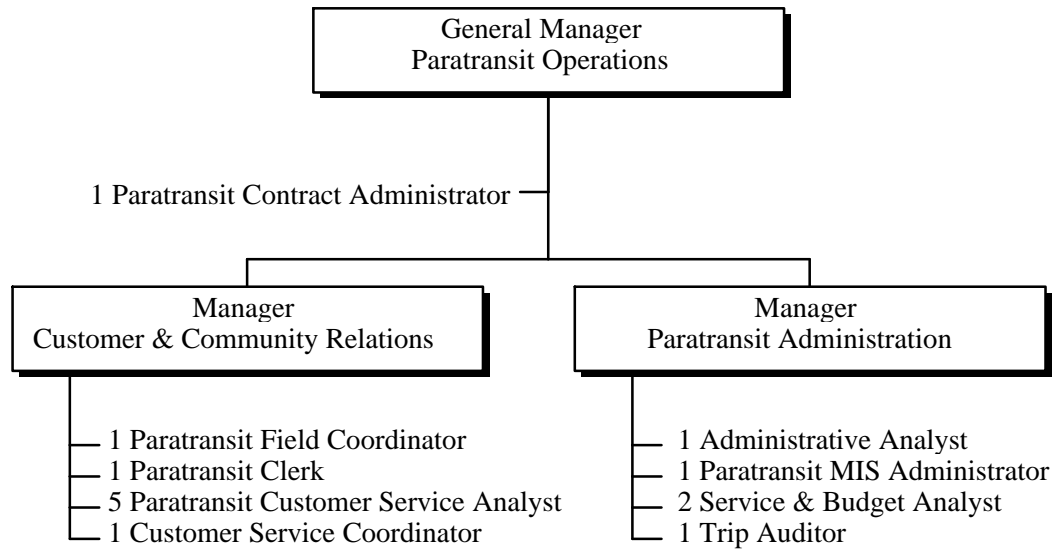 General Manager
Paratransit Operations
1 Paratransit Contract Administrator
Manager
Customer & Community Relations
Manager
Paratransit Administration
1 Paratransit Field Coordinator
1 Paratransit Clerk
5 Paratransit Customer Service Analyst
1 Customer Service Coordinator
1 Administrative Analyst
1 Paratransit MIS Administrator
2 Service & Budget Analyst
1 Trip Auditor